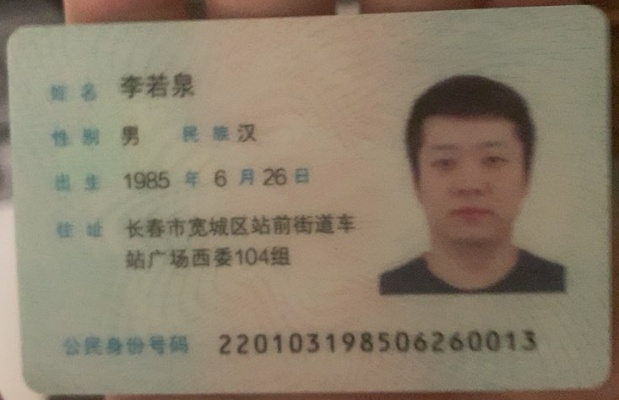 姓名 李若泉
性别 男 民族 汉
出生 1985 年 6 月 26 日
住址 长春市宽城区站前街道车
站广场西委104组
公民身份号码 220103198506260013